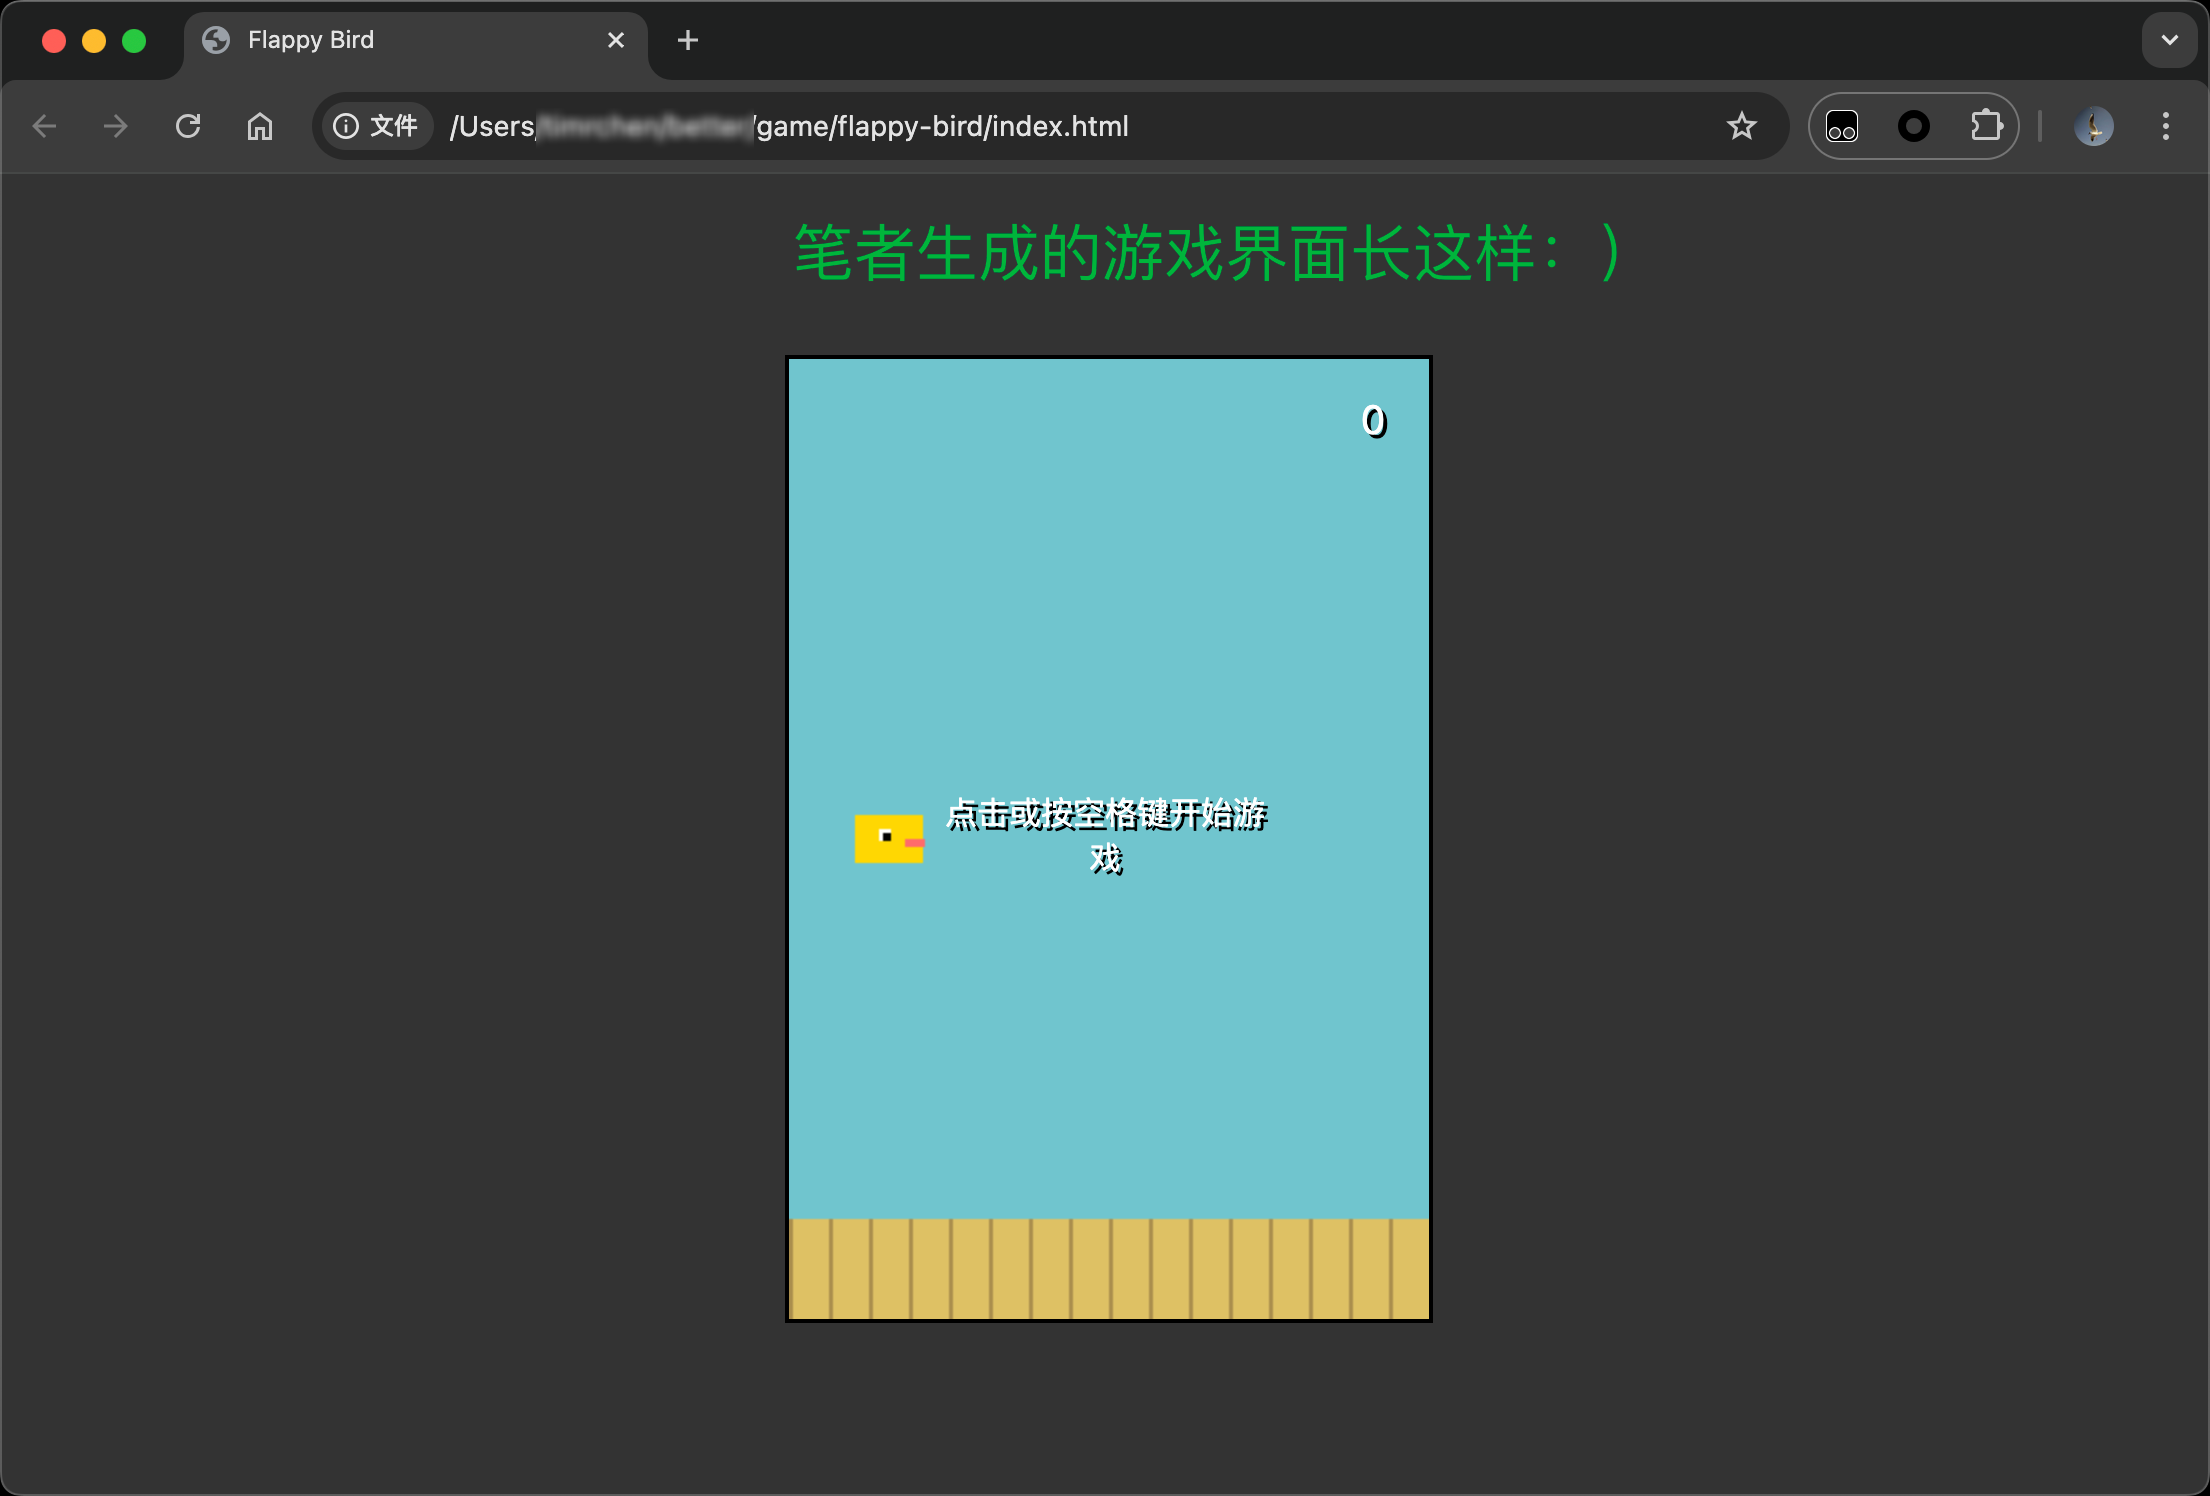 Flappy Bird
文件 /Users/ /game/flappy-bird/index.html
笔者生成的游戏界面长这样：)
0
点击或按空格键开始游
戏